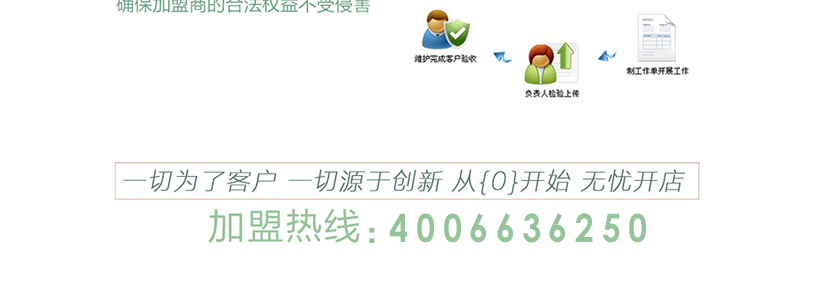 确保加盟商的合法权益不受侵害
维护完成客户验收
负责人检验上传
制工作单开展工作
一切为了客户 一切源于创新 从{0}开始 无忧开店
加盟热线:4006636250